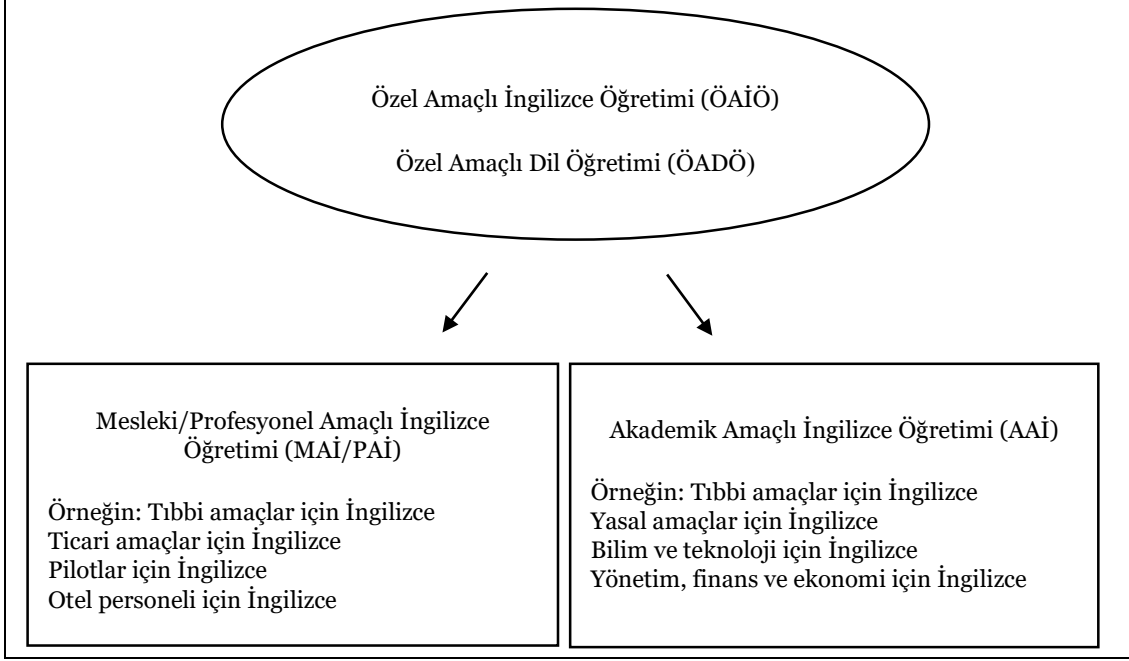 Özel Amaçlı İngilizce Öğretimi (ÖAİÖ)
Özel Amaçlı Dil Öğretimi (ÖADÖ)
Mesleki/Profesyonel Amaçlı İngilizce
Öğretimi (MAİ/PAİ)
Örneğin: Tıbbi amaçlar için İngilizce
Ticari amaçlar için İngilizce
Pilotlar için İngilizce
Otel personeli için İngilizce
Akademik Amaçlı İngilizce Öğretimi (AAİ)
Örneğin: Tıbbi amaçlar için İngilizce
Yasal amaçlar için İngilizce
Bilim ve teknoloji için İngilizce
Yönetim, finans ve ekonomi için İngilizce